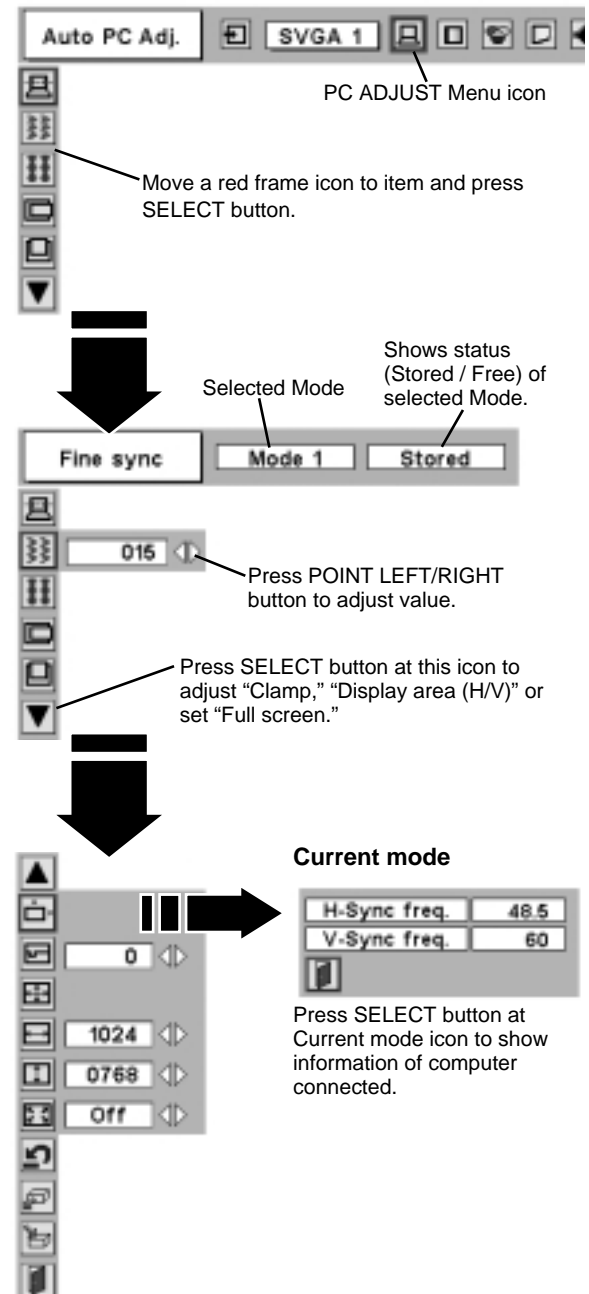 Auto PC Adj.
SVGA 1
PC ADJUST Menu icon
Move a red frame icon to item and press
SELECT button.
Shows status
(Stored / Free) of
selected Mode.
Selected Mode
Fine sync
Mode 1
Stored
015
Press POINT LEFT/RIGHT
button to adjust value.
Press SELECT button at this icon to
adjust “Clamp,” “Display area (H/V)” or
set “Full screen.”
Current mode
H-Sync freq. 48.5
V-Sync freq. 60
0
1024
0768
Off
Press SELECT button at
Current mode icon to show
information of computer
connected.